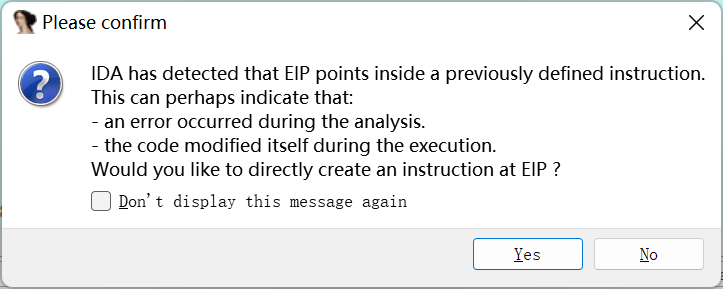 Please confirm
IDA has detected that EIP points inside a previously defined instruction.
This can perhaps indicate that:
- an error occurred during the analysis.
- the code modified itself during the execution.
Would you like to directly create an instruction at EIP ?
Don't display this message again
Yes
No